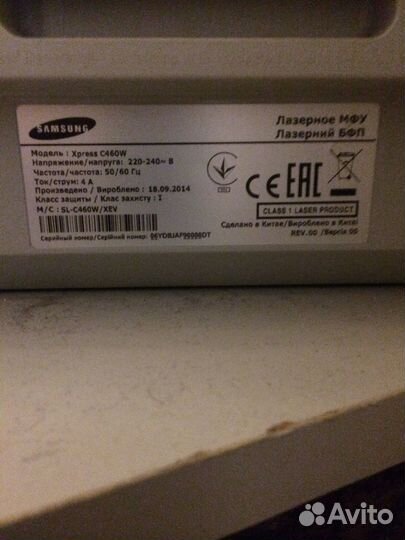 SAMSUNG
Лазерное МФУ
Лазерний БФП
Модель : Xpress C460W
Напряжение/напруга: 220-240~ В
Частота/частота: 50/60 Гц
Ток/струм: 4 А
Произведено / Вироблено : 18.09.2014
Класс защиты / Клас захисту : I
M/C : SL-C460W/XEV
Серийный номер/Серійний номер:
CE EAC
CLASS 1 LASER PRODUCT
Сделано в Китае/Вироблено в Китаї
REV.00 /Версія 00
Avito